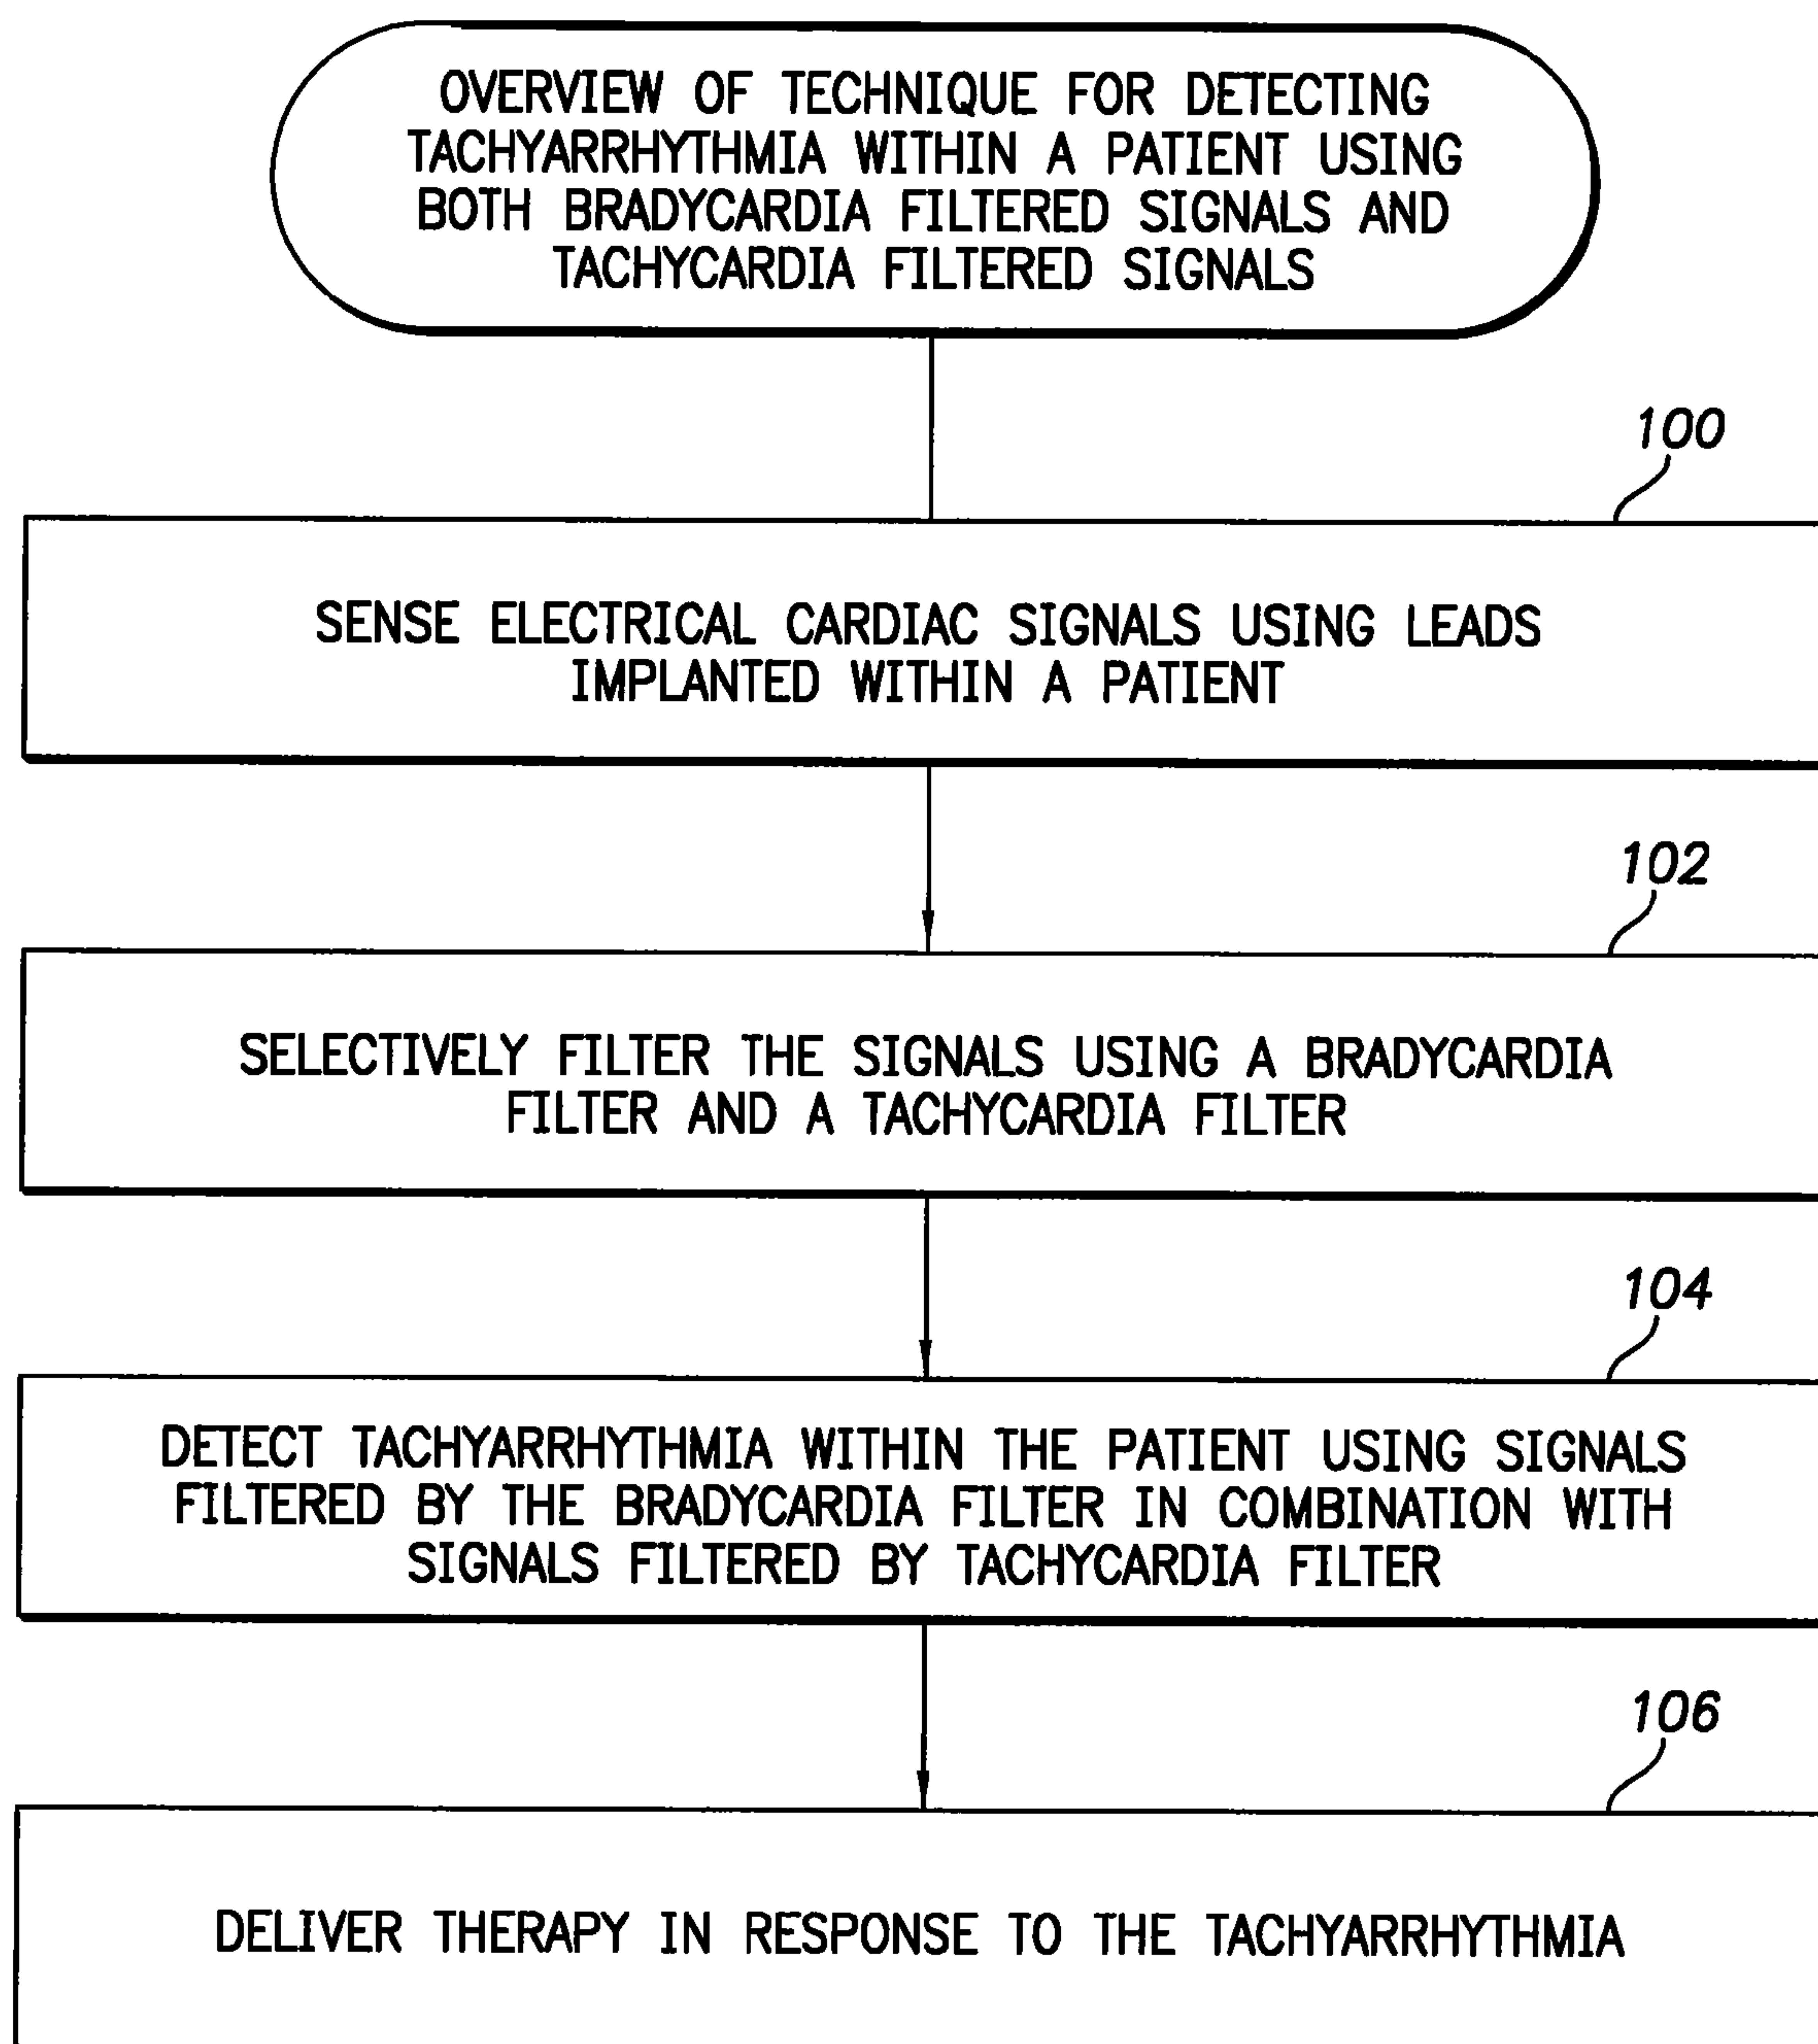 OVERVIEW OF TECHNIQUE FOR DETECTING
TACHYARRHYTHMIA WITHIN A PATIENT USING
BOTH BRADYCARDIA FILTERED SIGNALS AND
TACHYCARDIA FILTERED SIGNALS
100
SENSE ELECTRICAL CARDIAC SIGNALS USING LEADS
IMPLANTED WITHIN A PATIENT
102
SELECTIVELY FILTER THE SIGNALS USING A BRADYCARDIA
FILTER AND A TACHYCARDIA FILTER
104
DETECT TACHYARRHYTHMIA WITHIN THE PATIENT USING SIGNALS
FILTERED BY THE BRADYCARDIA FILTER IN COMBINATION WITH
SIGNALS FILTERED BY TACHYCARDIA FILTER
106
DELIVER THERAPY IN RESPONSE TO THE TACHYARRHYTHMIA